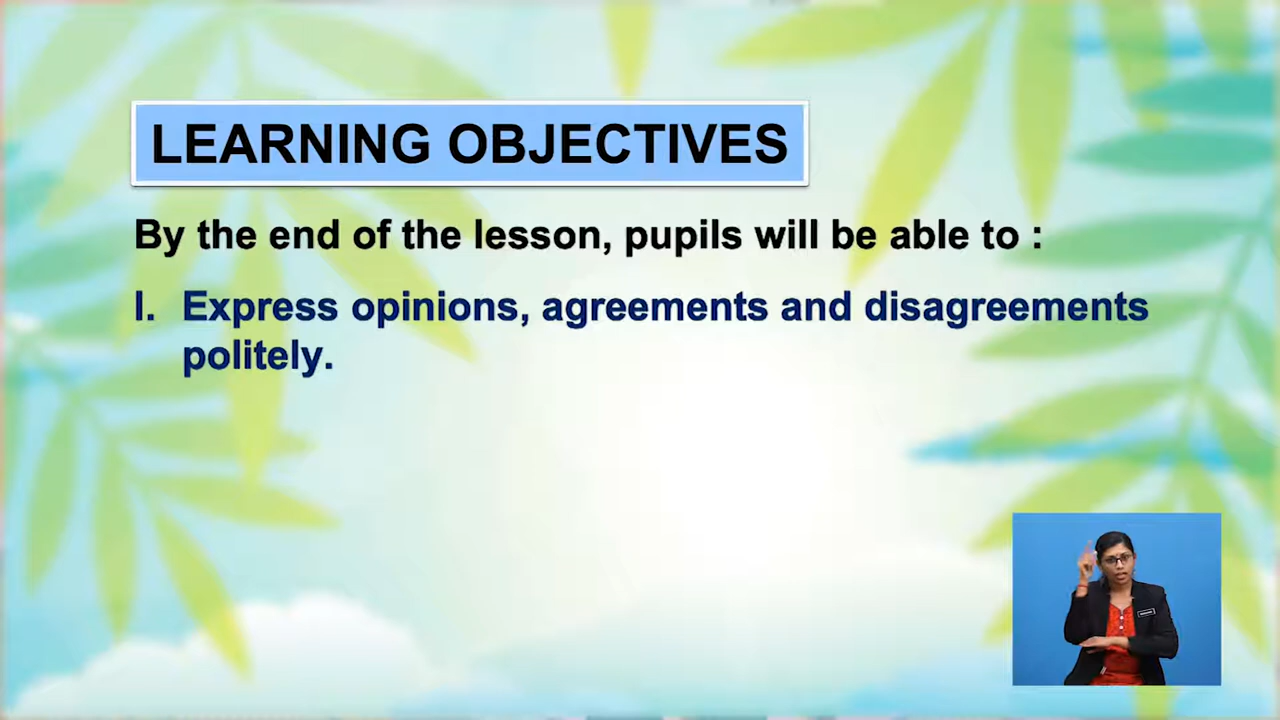 LEARNING OBJECTIVES
By the end of the lesson, pupils will be able to :
I. Express opinions, agreements and disagreements
politely.